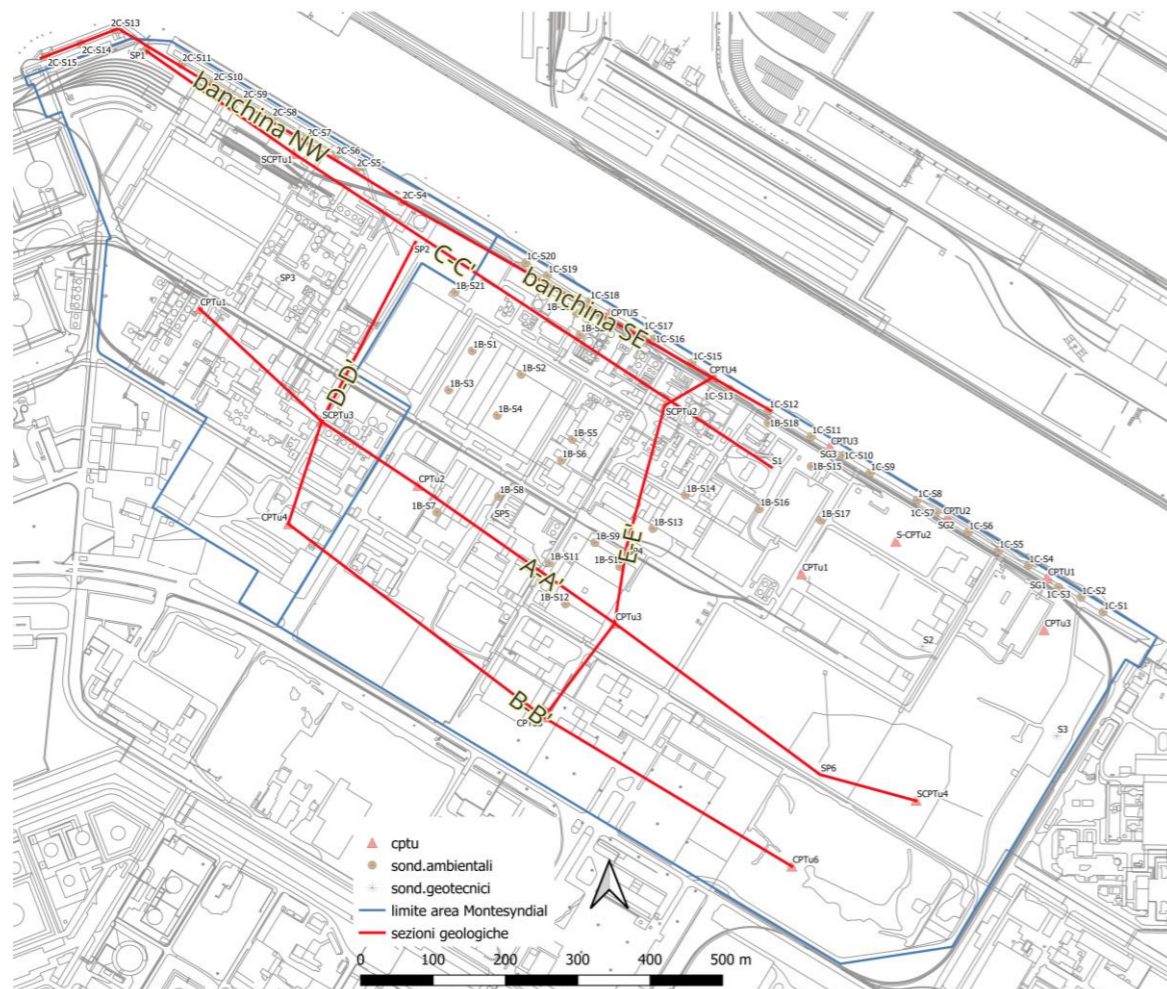 2C-S13
2C-S14
2C-S15
SP1
2C-S11
2C-S10
2C-S9
2C-S8
2C-S7
2C-S6
2C-S5
banchina NW
SCPTu1
2C-S4
SP2
C-C'
SP3
1C-S20
1C-S19
1B-S21
1C-S18
banchina SE
CPTU5
CPTu1
1C-S17
1C-S16
1B-S1
1C-S15
1B-S2
CPTU4
1B-S3
D-D'
1C-S13
1C-S12
SCPTu2
1B-S4
SCPTu3
1B-S18
1C-S11
1B-S5
CPTU3
SG3
1C-S10
1B-S6
S1
1B-S15
1C-S9
CPTu2
1B-S8
1B-S14
1B-S7
SP5
1B-S16
1C-S8
1C-S7
CPTU2
1B-S17
SG2
1C-S6
CPTu4
1B-S13
E-E'
1B-S9
S-CPTu2
1C-S5
1B-S11
A-A'
1C-S4
CPTu1
CPTU1
SG1
1C-S3
1C-S2
1B-S12
1C-S1
CPTu3
CPTu3
S2
B-B'
S3
SP6
SCPTu4
CPTu6
cptu
sond.ambientali
sond.geotecnici
limite area Montesyndial
sezioni geologiche
0 100 200 300 400 500 m